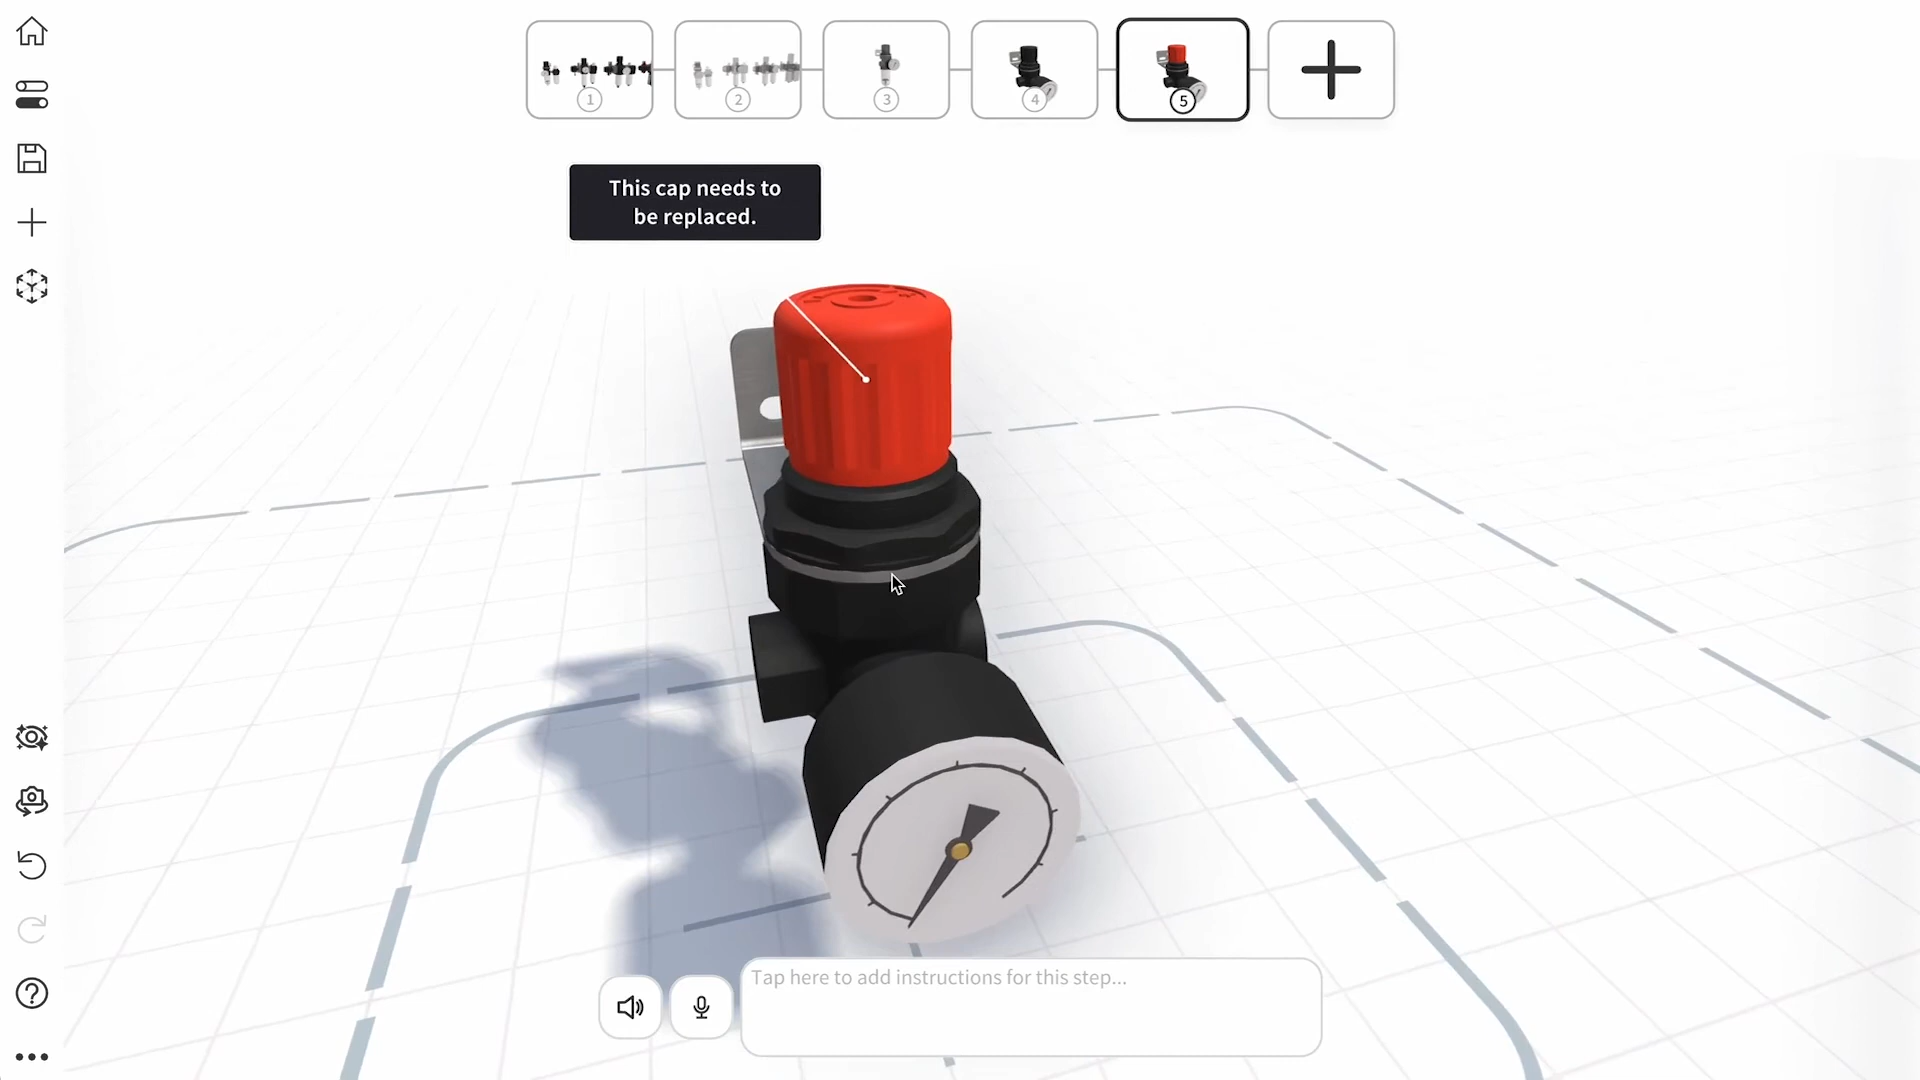 1
2
3
4
5
This cap needs to
be replaced.
Tap here to add instructions for this step...